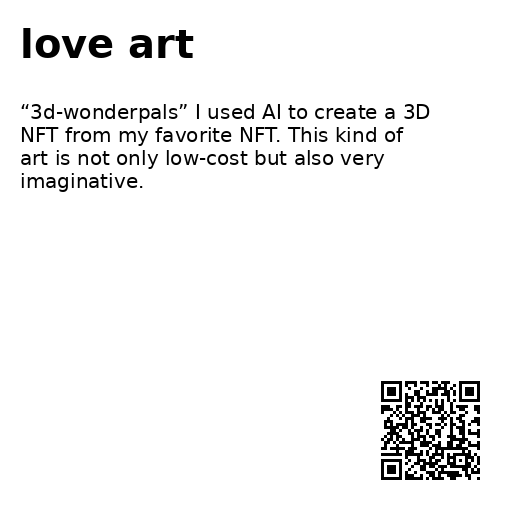 love art
“3d-wonderpals” I used AI to create a 3D
NFT from my favorite NFT. This kind of
art is not only low-cost but also very
imaginative.